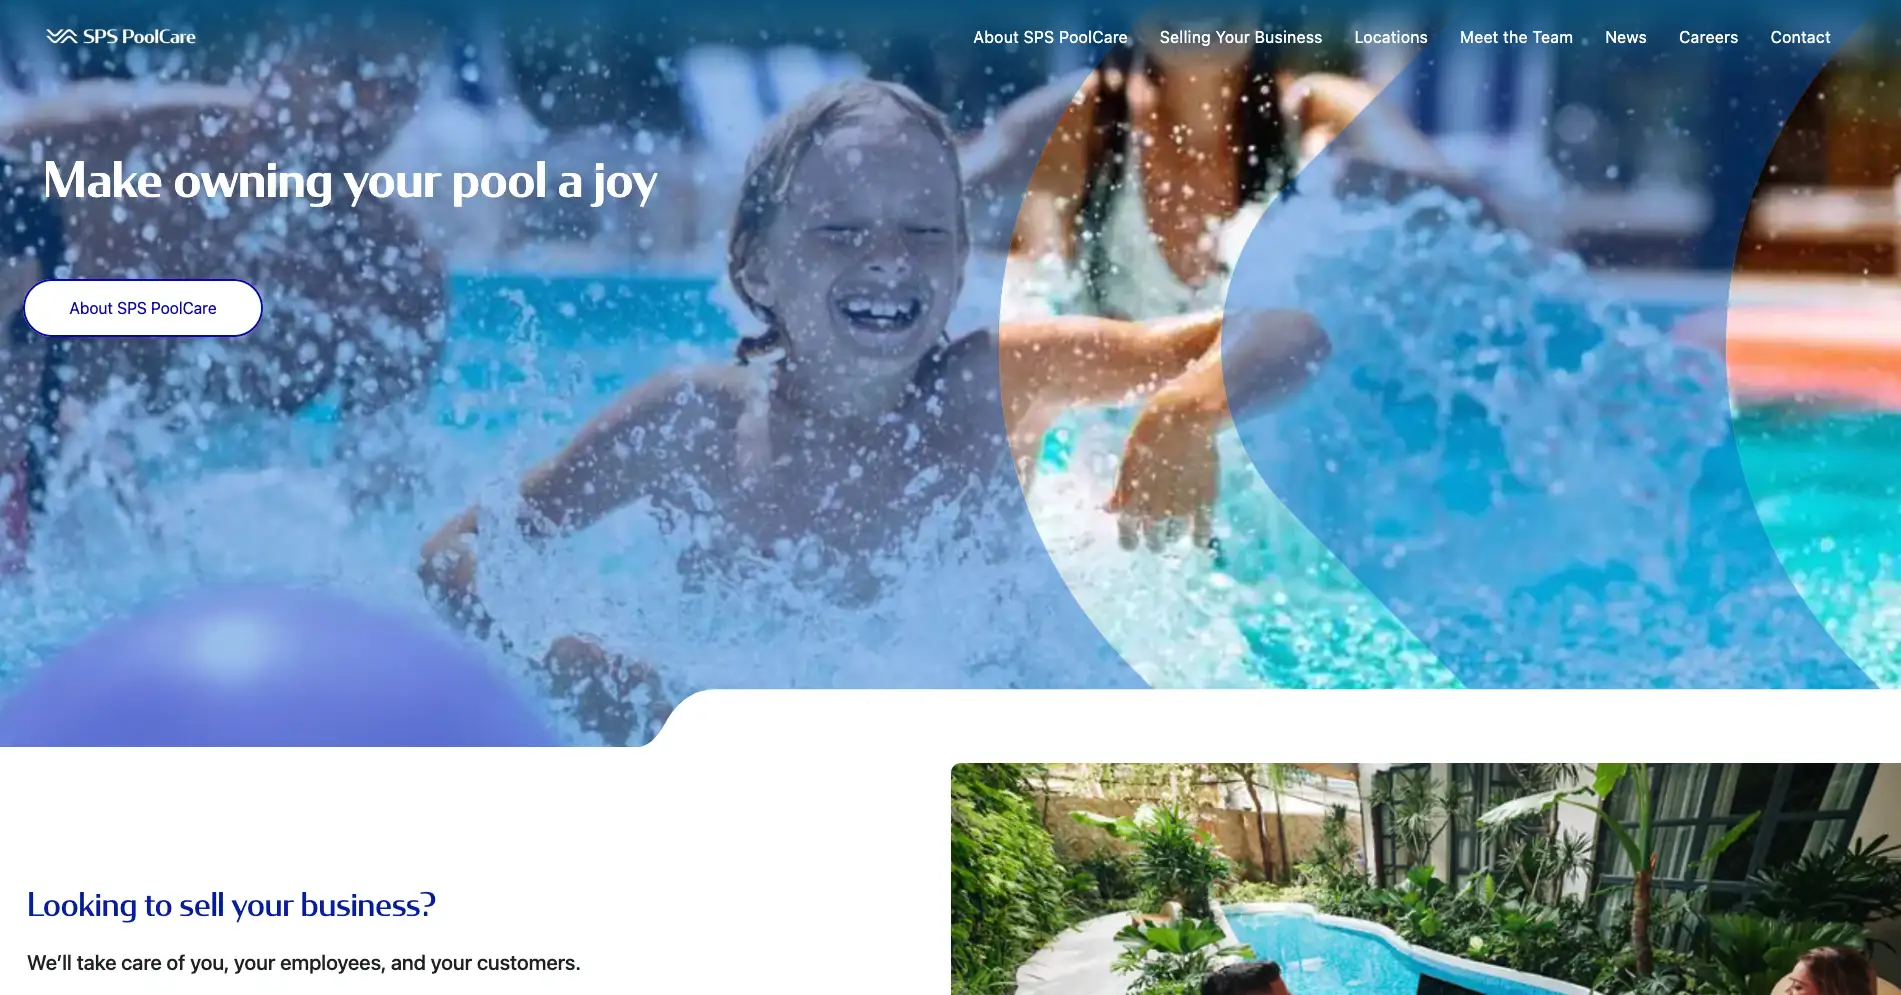 SPS PoolCare
About SPS PoolCare
Selling Your Business
Locations
Meet the Team
News
Careers
Contact
Make owning your pool a joy
About SPS PoolCare
Looking to sell your business?
We’ll take care of you, your employees, and your customers.